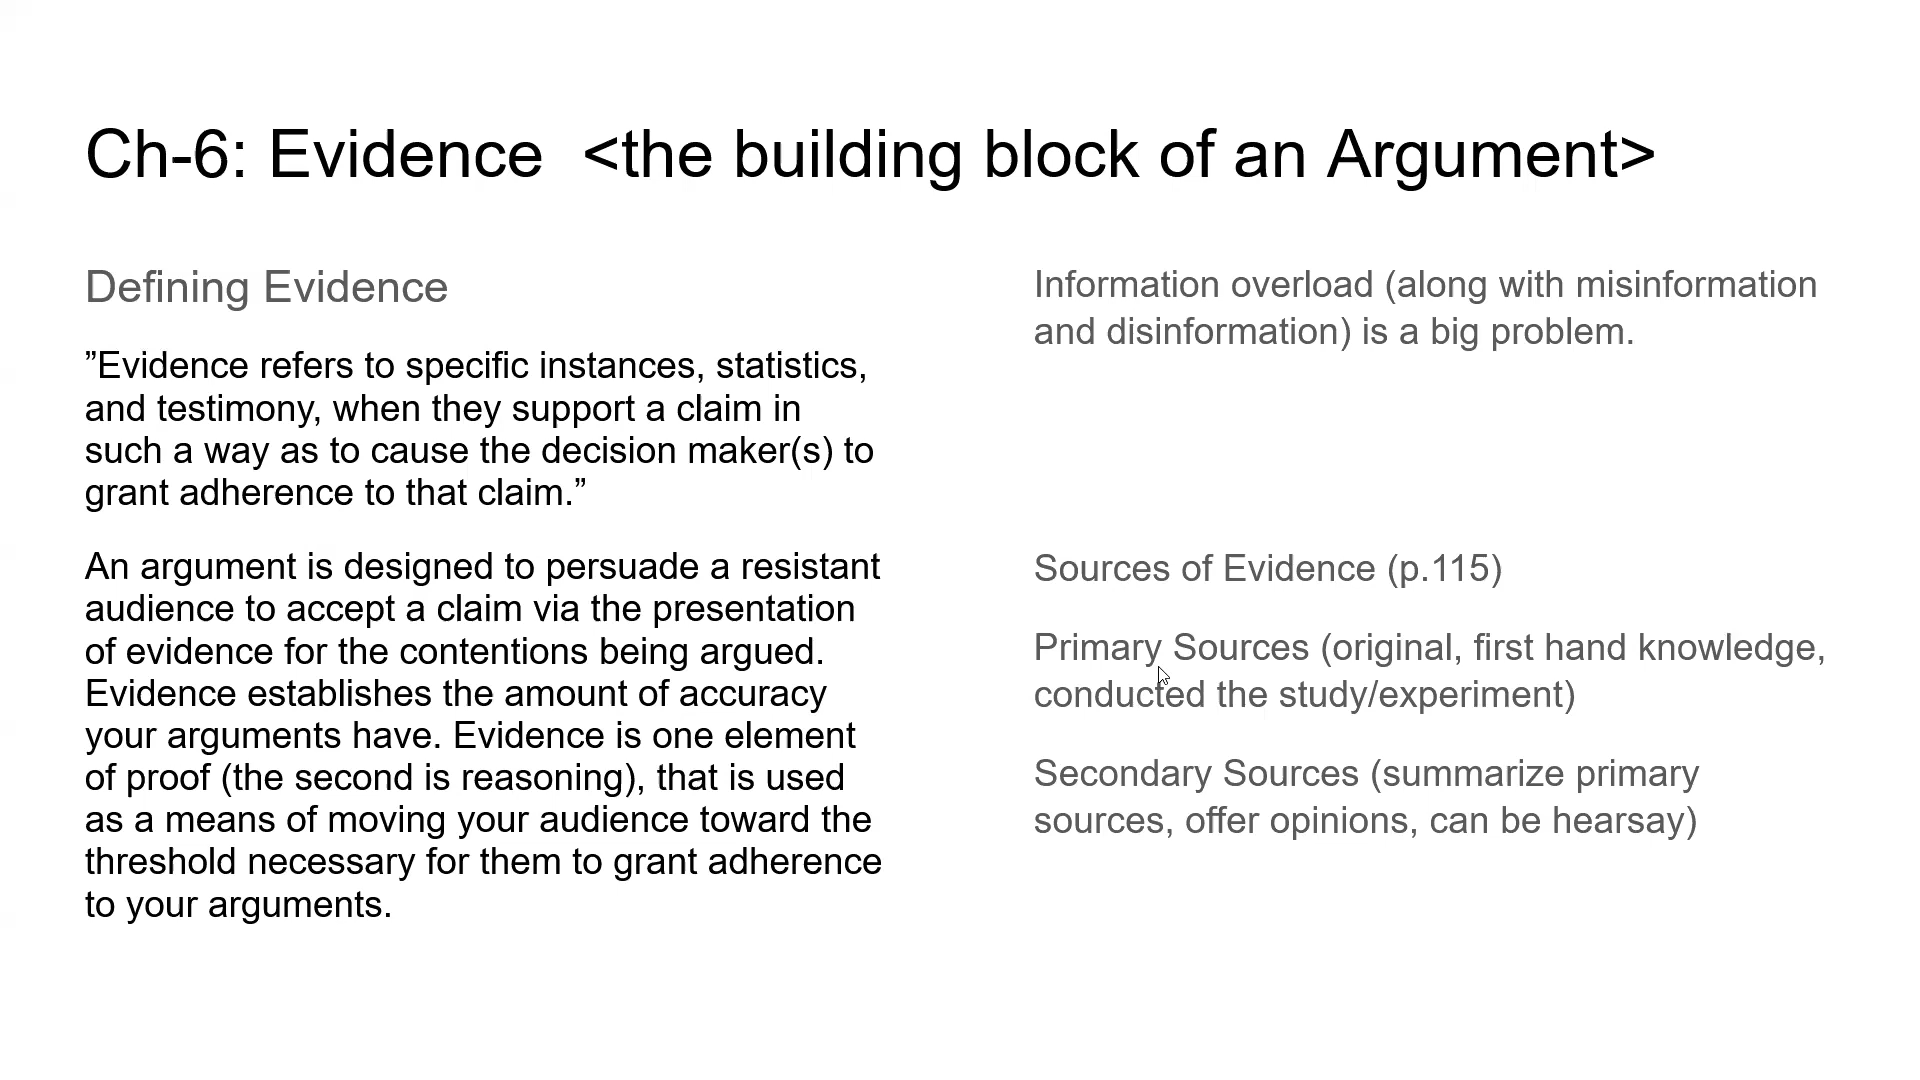 Ch-6: Evidence  <the building block of an Argument>
Defining Evidence
”Evidence refers to specific instances, statistics,
and testimony, when they support a claim in
such a way as to cause the decision maker(s) to
grant adherence to that claim.”
An argument is designed to persuade a resistant
audience to accept a claim via the presentation
of evidence for the contentions being argued.
Evidence establishes the amount of accuracy
your arguments have. Evidence is one element
of proof (the second is reasoning), that is used
as a means of moving your audience toward the
threshold necessary for them to grant adherence
to your arguments.
Information overload (along with misinformation
and disinformation) is a big problem.
Sources of Evidence (p.115)
Primary Sources (original, first hand knowledge,
conducted the study/experiment)
Secondary Sources (summarize primary
sources, offer opinions, can be hearsay)